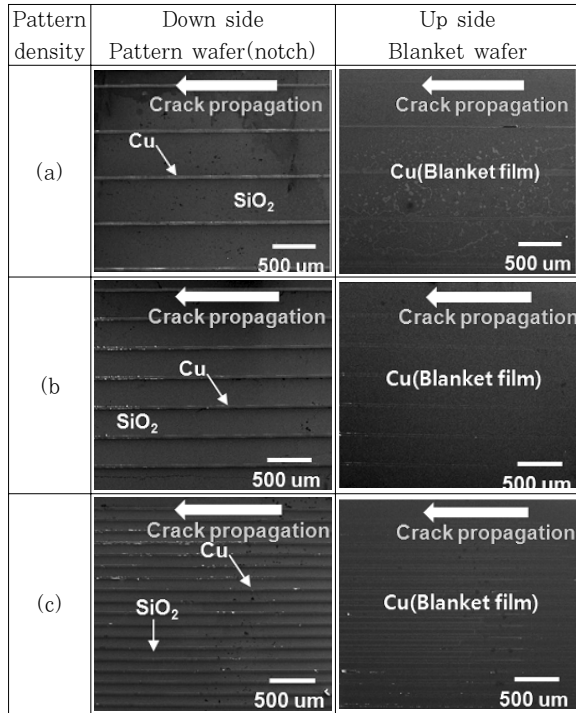 Pattern
density
Down side
Pattern wafer(notch)
Up side
Blanket wafer
(a)
Crack propagation
Cu
SiO2
500 um
Crack propagation
Cu(Blanket film)
500 um
(b
Crack propagation
Cu
SiO2
500 um
Crack propagation
Cu(Blanket film)
500 um
(c)
Crack propagation
Cu
SiO2
500 um
Crack propagation
Cu(Blanket film)
500 um